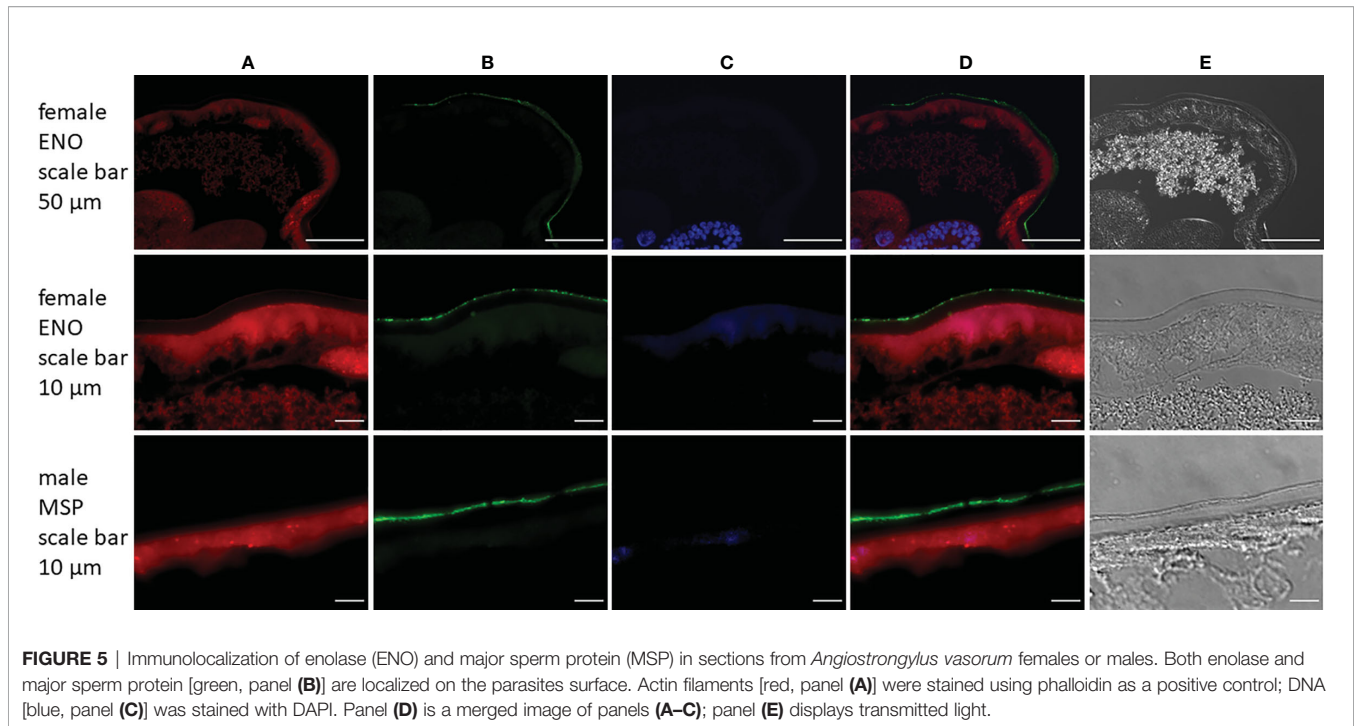 A B C D E
female
ENO
scale bar
50 µm
female
ENO
scale bar
10 µm
male
MSP
scale bar
10 µm
FIGURE 5 | Immunolocalization of enolase (ENO) and major sperm protein (MSP) in sections from Angiostrongylus vasorum females or males. Both enolase and
major sperm protein [green, panel (B)] are localized on the parasites surface. Actin filaments [red, panel (A)] were stained using phalloidin as a positive control; DNA
[blue, panel (C)] was stained with DAPI. Panel (D) is a merged image of panels (A–C); panel (E) displays transmitted light.